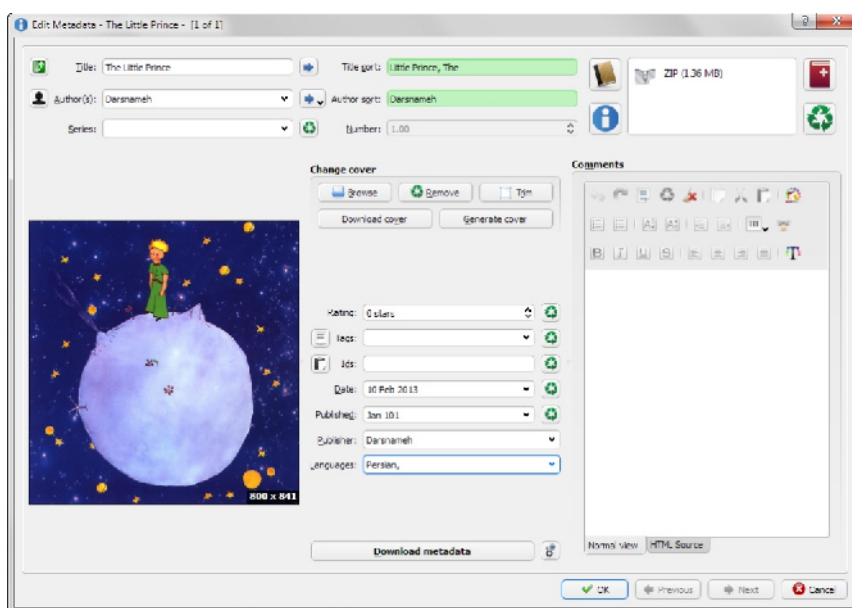 Edit Metadata - The Little Prince - [1 of 1]
Title: The Little Prince
Title sort: Little Prince, The
ZIP (1.36 MB)
Author(s): Darsnameh
Author sort: Darsnameh
Series:
Number: 1.00
Change cover
Comments
Browse
Remove
Trim
Download cover
Generate cover
Rating: 0 stars
Tags:
Ids:
Date: 10 Feb 2013
Published: Jan 101
Publisher: Darsnameh
Languages: Persian,
800 x 841
Download metadata
Normal view
HTML Source
OK
Previous
Next
Cancel